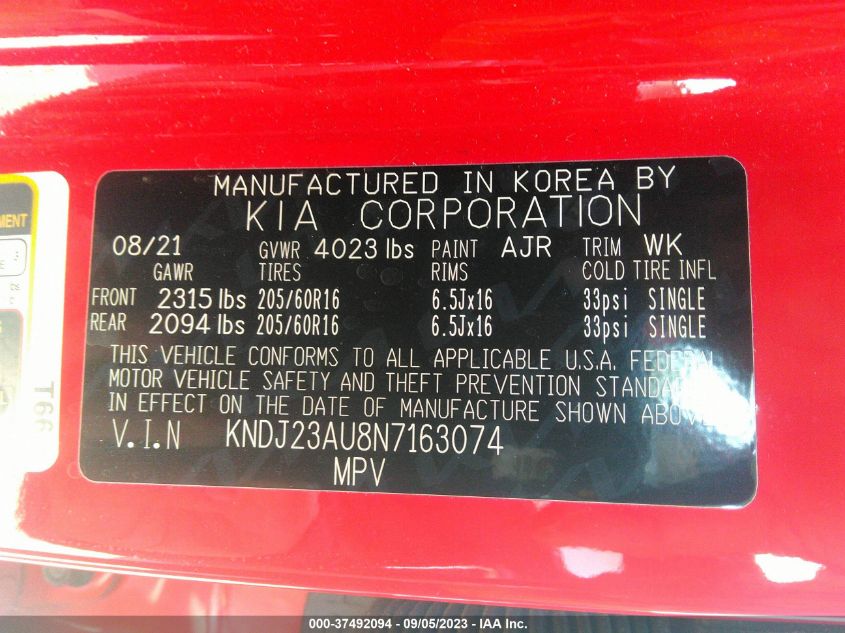 MANUFACTURED IN KOREA BY
KIA CORPORATION
08/21 GVWR 4023 lbs PAINT AJR TRIM WK
GAWR TIRES RIMS COLD TIRE INFL
FRONT 2315 lbs 205/60R16 6.5Jx16 33psi SINGLE
REAR 2094 lbs 205/60R16 6.5Jx16 33psi SINGLE
THIS VEHICLE CONFORMS TO ALL APPLICABLE U.S.A. FEDERAL
MOTOR VEHICLE SAFETY AND THEFT PREVENTION
IN EFFECT ON THE DATE OF MANUFACTURE SHOWN ABOVE
V.I.N KNDJ23AU8N7163074
MPV
T66
000-37492094 - 09/05/2023 - IAA Inc.